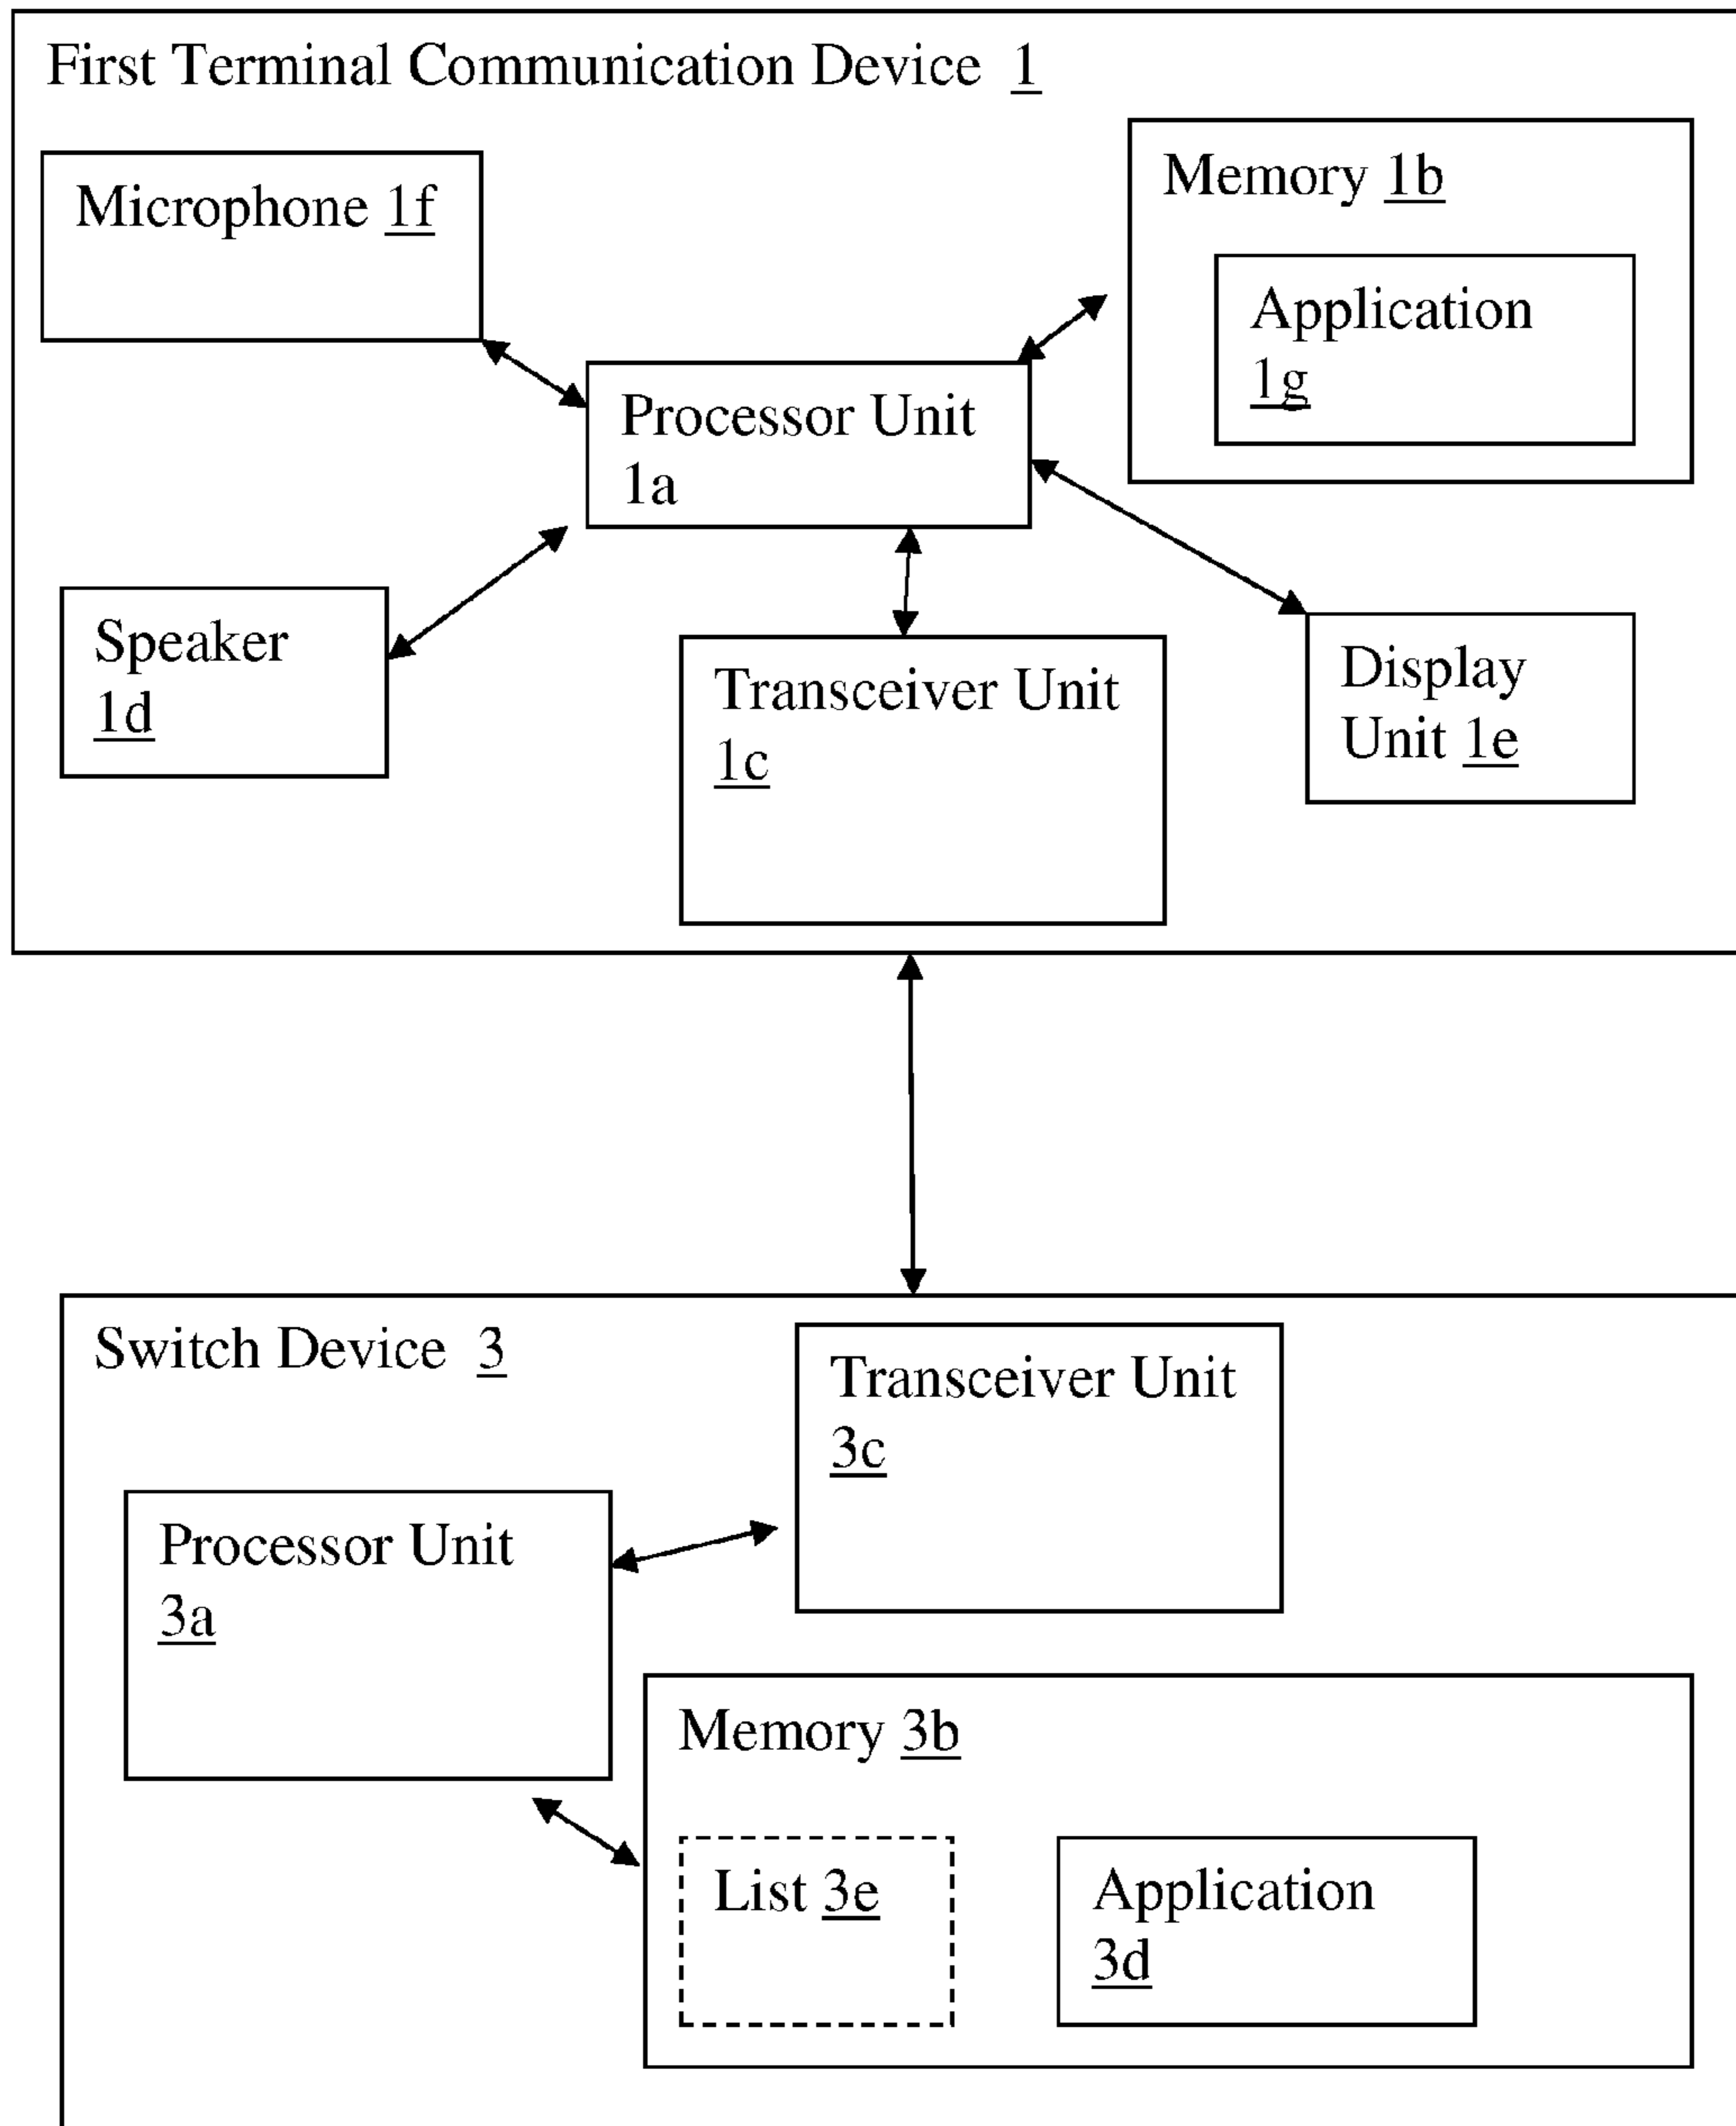 First Terminal Communication Device 1
Microphone 1f
Memory 1b
Application
1g
Processor Unit
1a
Speaker
1d
Transceiver Unit
1c
Display
Unit 1e
Switch Device 3
Transceiver Unit
3c
Processor Unit
3a
Memory 3b
List 3e
Application
3d